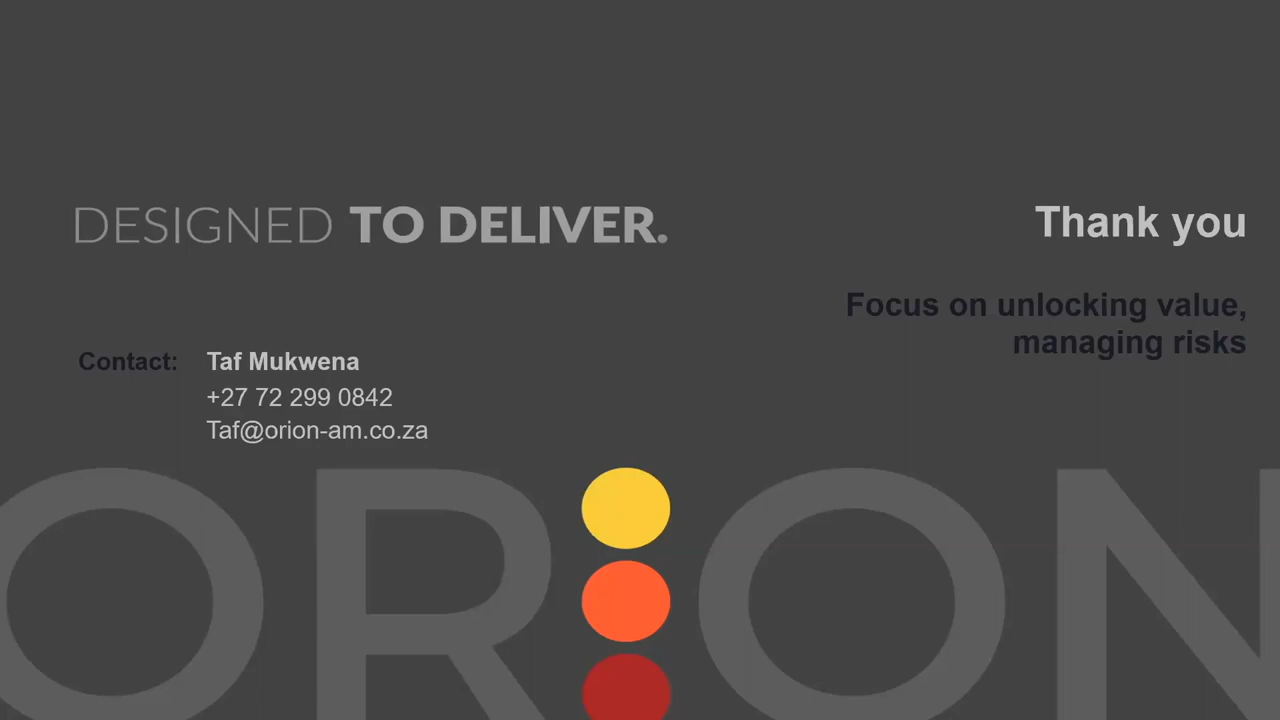 DESIGNED TO DELIVER.
Thank you
Focus on unlocking value,
managing risks
Contact: Taf Mukwena
+27 72 299 0842
Taf@orion-am.co.za
ORION